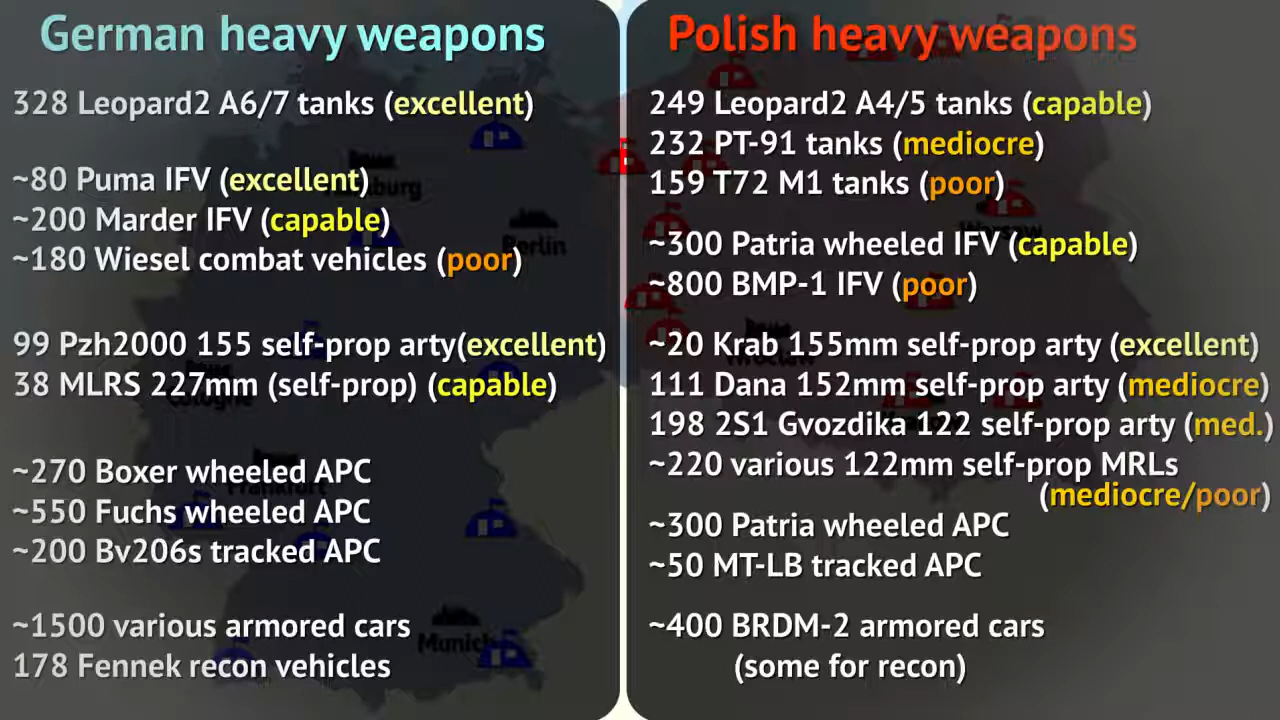 German heavy weapons
328 Leopard2 A6/7 tanks (excellent)
~80 Puma IFV (excellent)
~200 Marder IFV (capable)
~180 Wiesel combat vehicles (poor)
99 Pzh2000 155 self-prop arty(excellent)
38 MLRS 227mm (self-prop) (capable)
~270 Boxer wheeled APC
~550 Fuchs wheeled APC
~200 Bv206s tracked APC
~1500 various armored cars
178 Fennek recon vehicles
Polish heavy weapons
249 Leopard2 A4/5 tanks (capable)
232 PT-91 tanks (mediocre)
159 T72 M1 tanks (poor)
~300 Patria wheeled IFV (capable)
~800 BMP-1 IFV (poor)
~20 Krab 155mm self-prop arty (excellent)
111 Dana 152mm self-prop arty (mediocre)
198 2S1 Gvozdika 122 self-prop arty (med.)
~220 various 122mm self-prop MRLs
(mediocre/poor)
~300 Patria wheeled APC
~50 MT-LB tracked APC
~400 BRDM-2 armored cars
(some for recon)
Berlin
Warsaw
Frankfurt
Munich